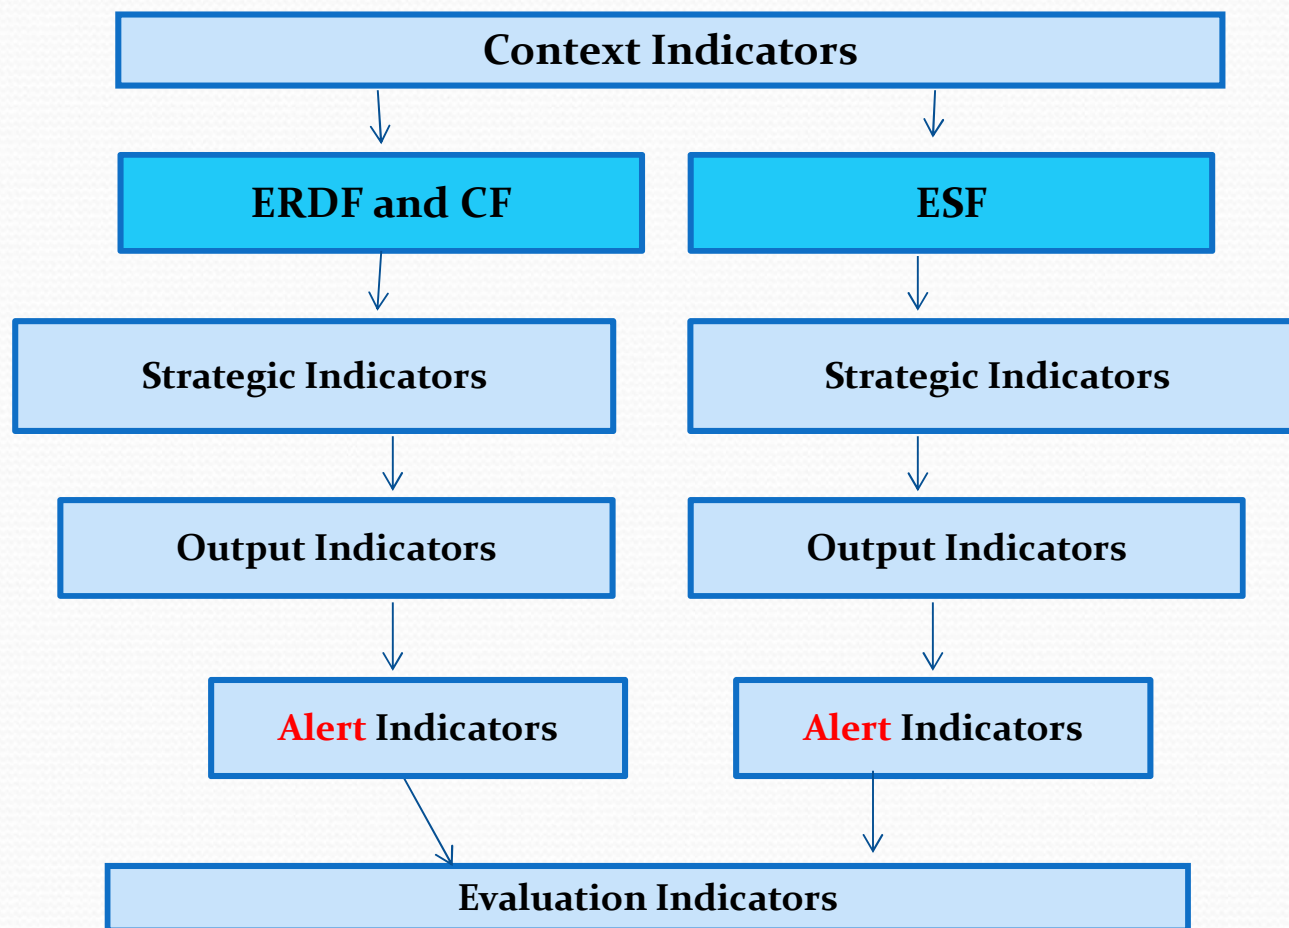 Context Indicators
ERDF and CF
ESF
Strategic Indicators
Strategic Indicators
Output Indicators
Output Indicators
Alert Indicators
Alert Indicators
Evaluation Indicators